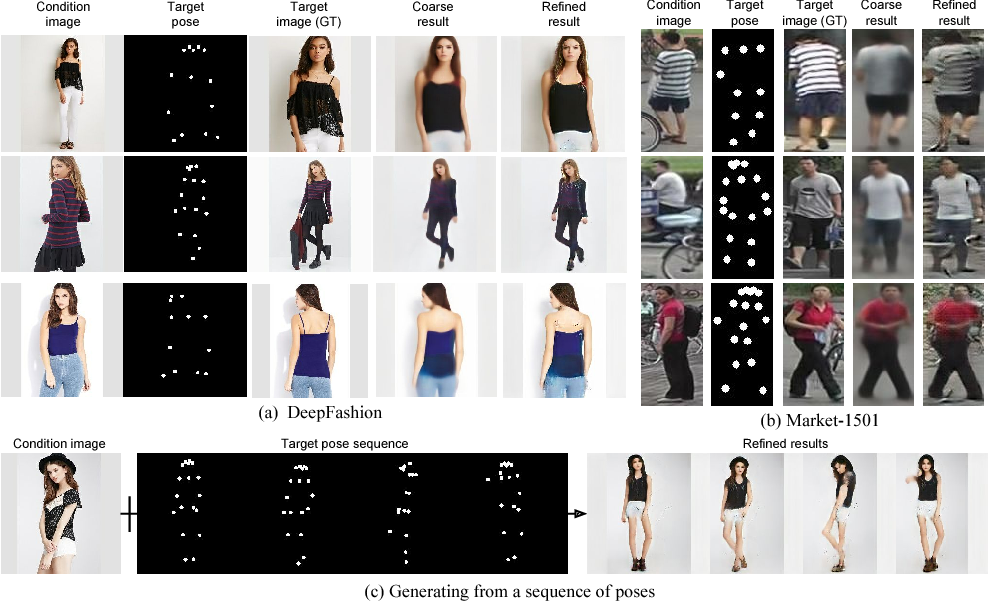 Condition image
Target pose
Target image (GT)
Coarse result
Refined result
Condition image
Target pose
Target image (GT)
Coarse result
Refined result
(a) DeepFashion
(b) Market-1501
Condition image
Target pose sequence
Refined results
(c) Generating from a sequence of poses